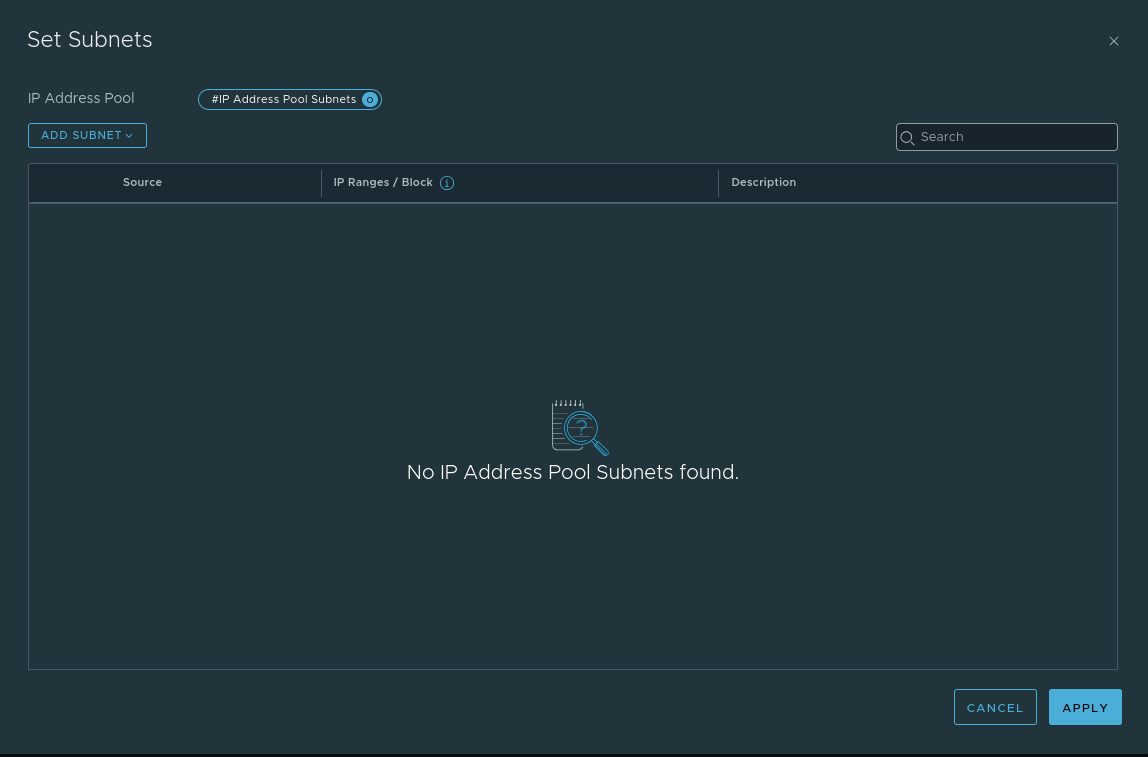 Set Subnets
IP Address Pool
#IP Address Pool Subnets 0
ADD SUBNET
Search
Source
IP Ranges / Block
Description
?
No IP Address Pool Subnets found.
CANCEL
APPLY